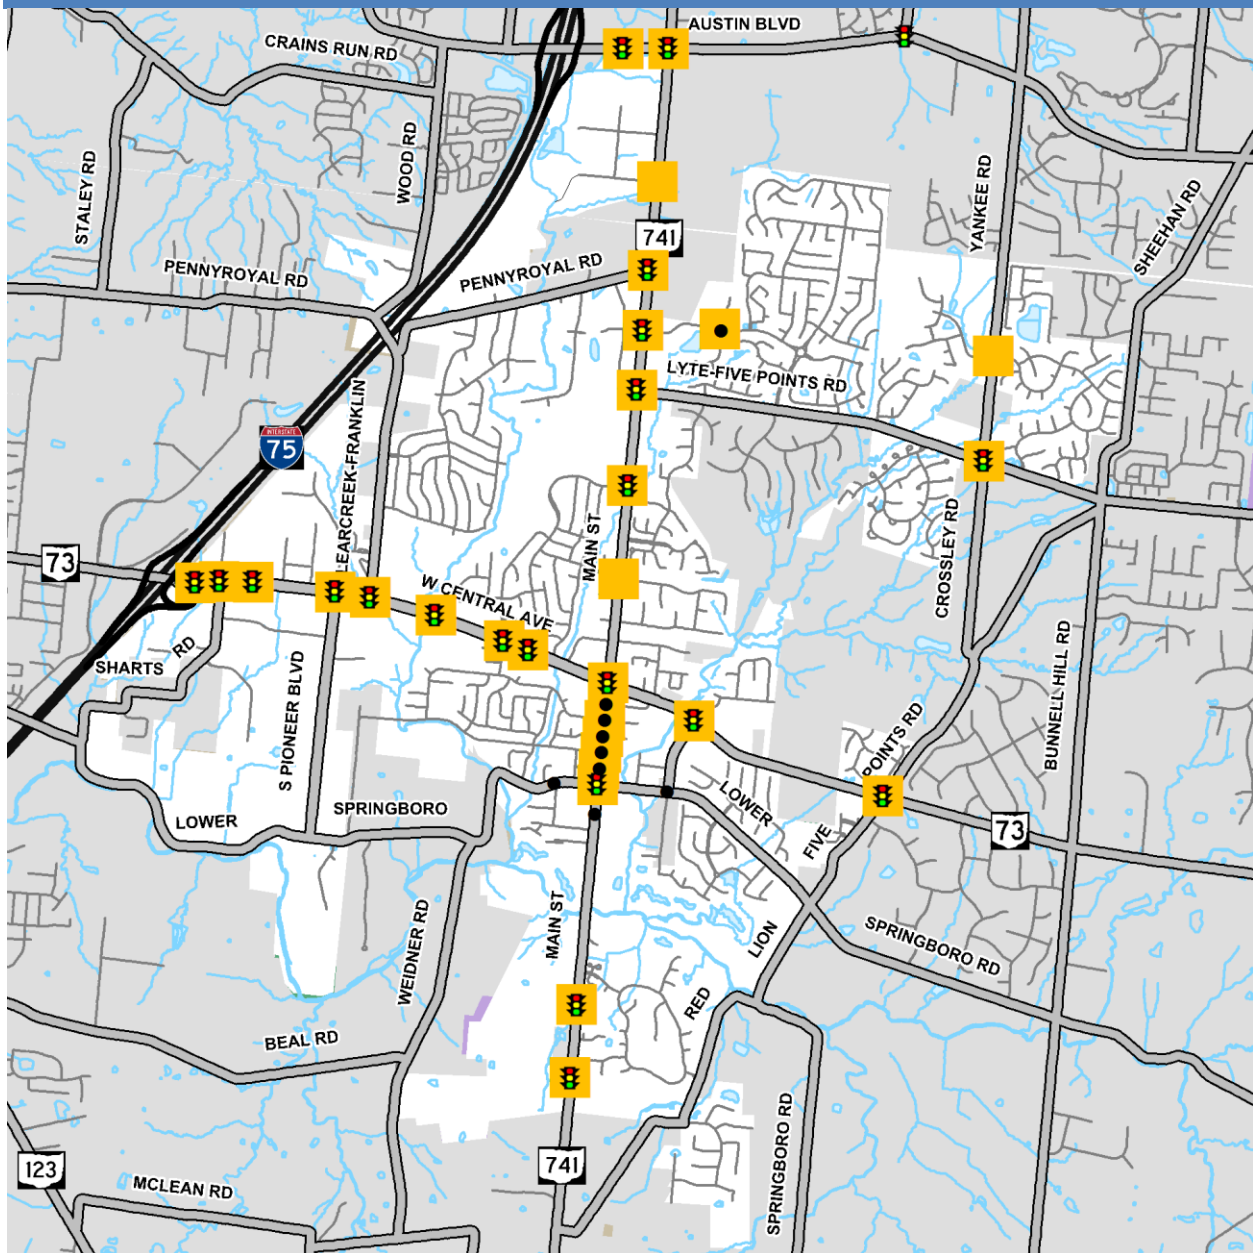 AUSTIN BLVD
CRAINS RUN RD
WOOD RD
STALEY RD
YANKEE RD
SHEEHAN RD
741
PENNYROYAL RD
PENNYROYAL RD
LYTE-FIVE POINTS RD
INTERSTATE
75
LEARCREEK-FRANKLIN
MAIN ST
CROSSLEY RD
73
W CENTRAL AVE
SHARTS RD
S PIONEER BLVD
BUNNELL HILL RD
POINTS RD
FIVE
LION
RED
LOWER
SPRINGBORO
LOWER
73
SPRINGBORO RD
MAIN ST
WEIDNER RD
BEAL RD
SPRINGBORO RD
741
123
MCLEAN RD